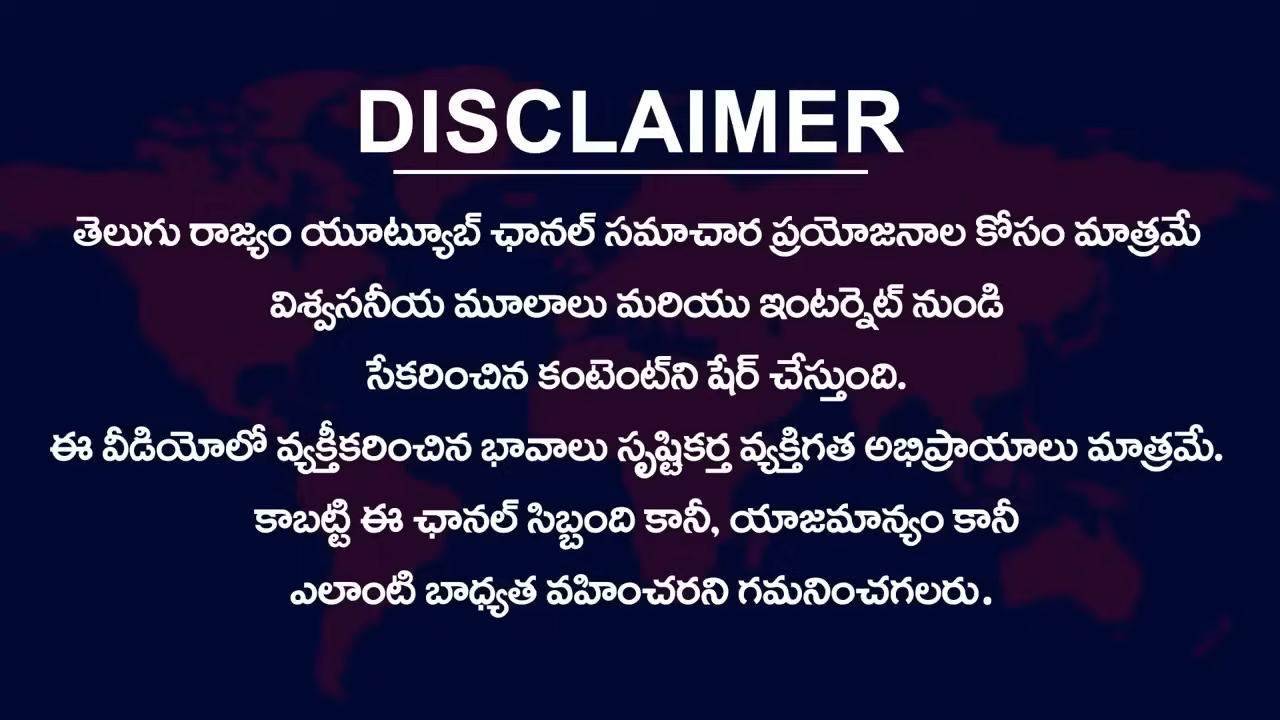 DISCLAIMER
తెలుగు రాజ్యం యూట్యూబ్ ఛానల్ సమాచార ప్రయోజనాల కోసం మాత్రమే
విశ్వసనీయ మూలాలు మరియు ఇంటర్నెట్ నుండి
సేకరించిన కంటెంట్‌ని షేర్ చేస్తుంది.
ఈ వీడియోలో వ్యక్తీకరించిన భావాలు సృష్టికర్త వ్యక్తిగత అభిప్రాయాలు మాత్రమే.
కాబట్టి ఈ ఛానల్ సిబ్బంది కానీ, యాజమాన్యం కానీ
ఎలాంటి బాధ్యత వహించరని గమనించగలరు.